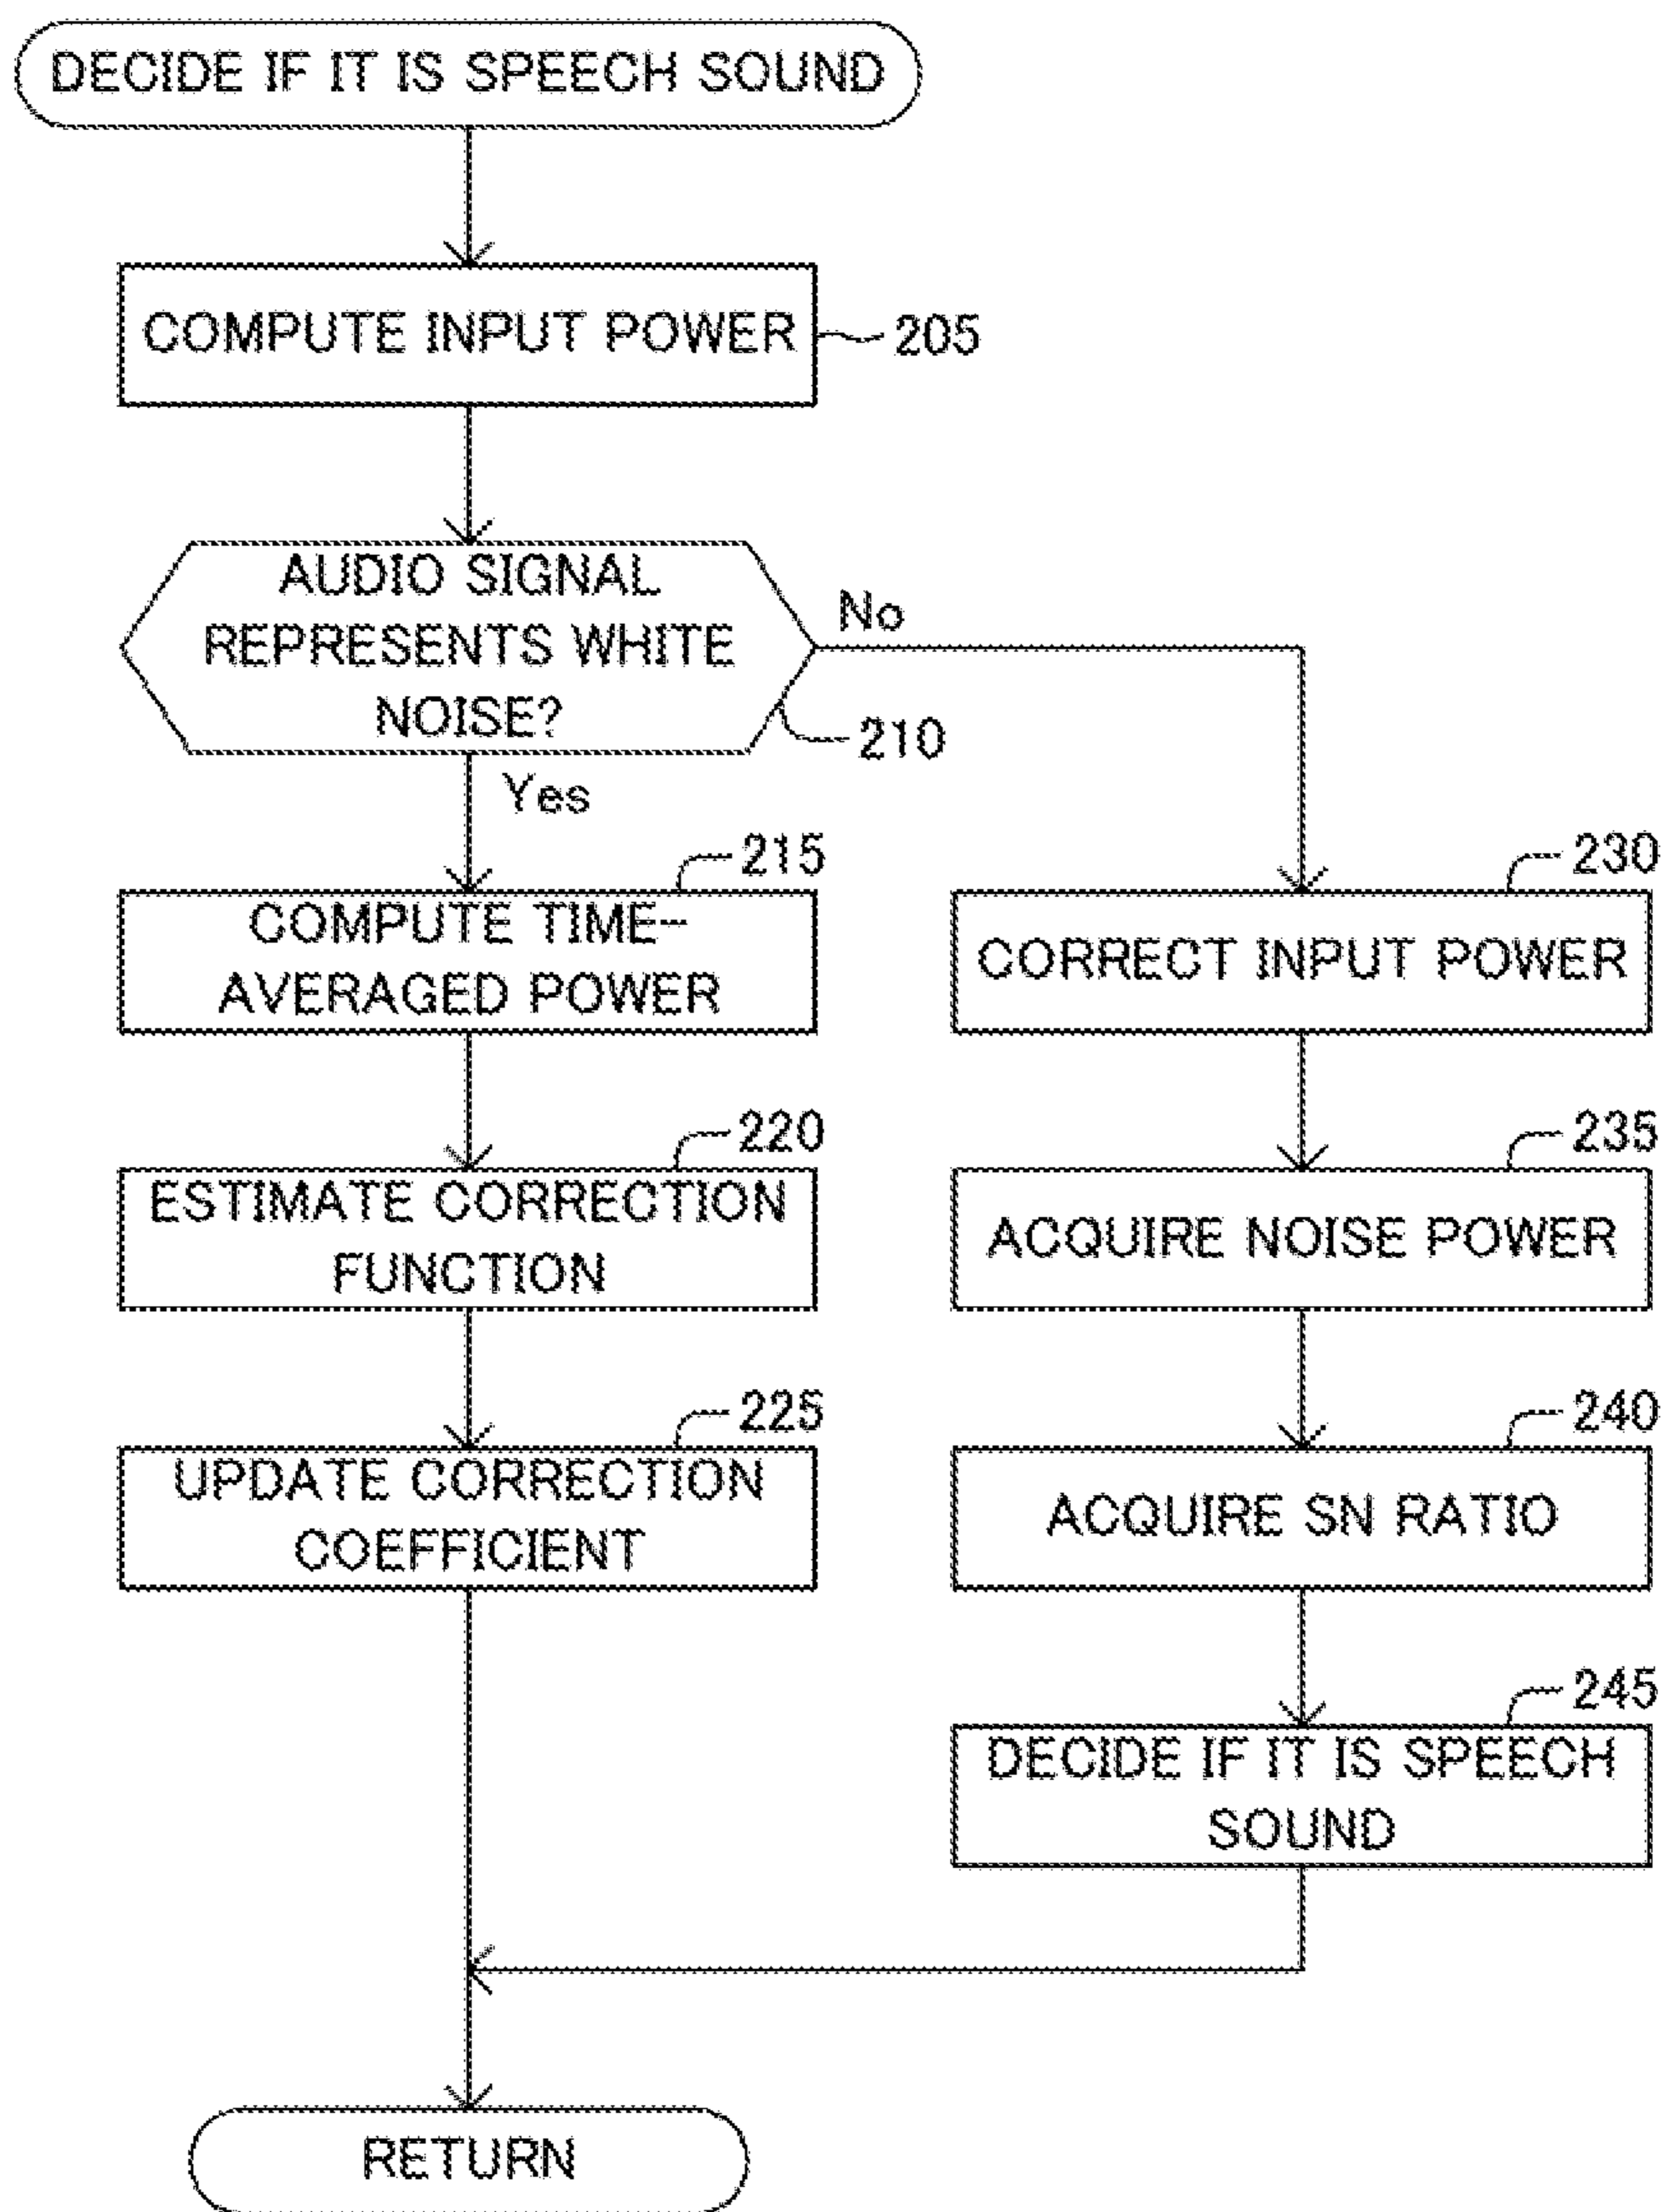 DECIDE IF IT IS SPEECH SOUND
COMPUTE INPUT POWER
205
AUDIO SIGNAL
REPRESENTS WHITE
NOISE?
No
210
Yes
215
COMPUTE TIME-
AVERAGED POWER
220
ESTIMATE CORRECTION
FUNCTION
225
UPDATE CORRECTION
COEFFICIENT
230
CORRECT INPUT POWER
235
ACQUIRE NOISE POWER
240
ACQUIRE SN RATIO
245
DECIDE IF IT IS SPEECH
SOUND
RETURN